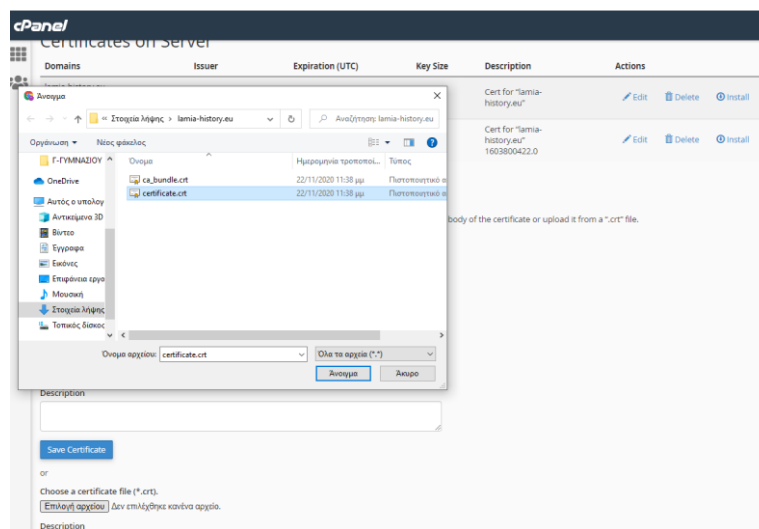 cPanel
Certificates on Server
Domains Issuer Expiration (UTC) Key Size Description Actions
Cert for "lamia-
history.eu"
Edit Delete Install
Cert for "lamia-
history.eu"
1603800422.0
Edit Delete Install
body of the certificate or upload it from a ".crt" file.
Άνοιγμα
« Στοιχεία λήψης › lamia-history.eu
Αναζήτηση: lamia-history.eu
Οργάνωση Νέος φάκελος
Όνομα Ημερομηνία τροποποί... Τύπος
ca_bundle.crt 22/11/2020 11:38 μμ Πιστοποιητικό α
certificate.crt 22/11/2020 11:38 μμ Πιστοποιητικό α
Γ-ΓΥΜΝΑΣΙΟΥ
OneDrive
Αυτός ο υπολογ
Αντικείμενα 3D
Βίντεο
Έγγραφα
Εικόνες
Επιφάνεια εργα
Μουσική
Στοιχεία λήψης
Τοπικός δίσκος
Όνομα αρχείου: certificate.crt Όλα τα αρχεία (*.*)
Άνοιγμα Άκυρο
Description
Save Certificate
or
Choose a certificate file (*.crt).
Επιλογή αρχείου Δεν επιλέχθηκε κανένα αρχείο.
Description